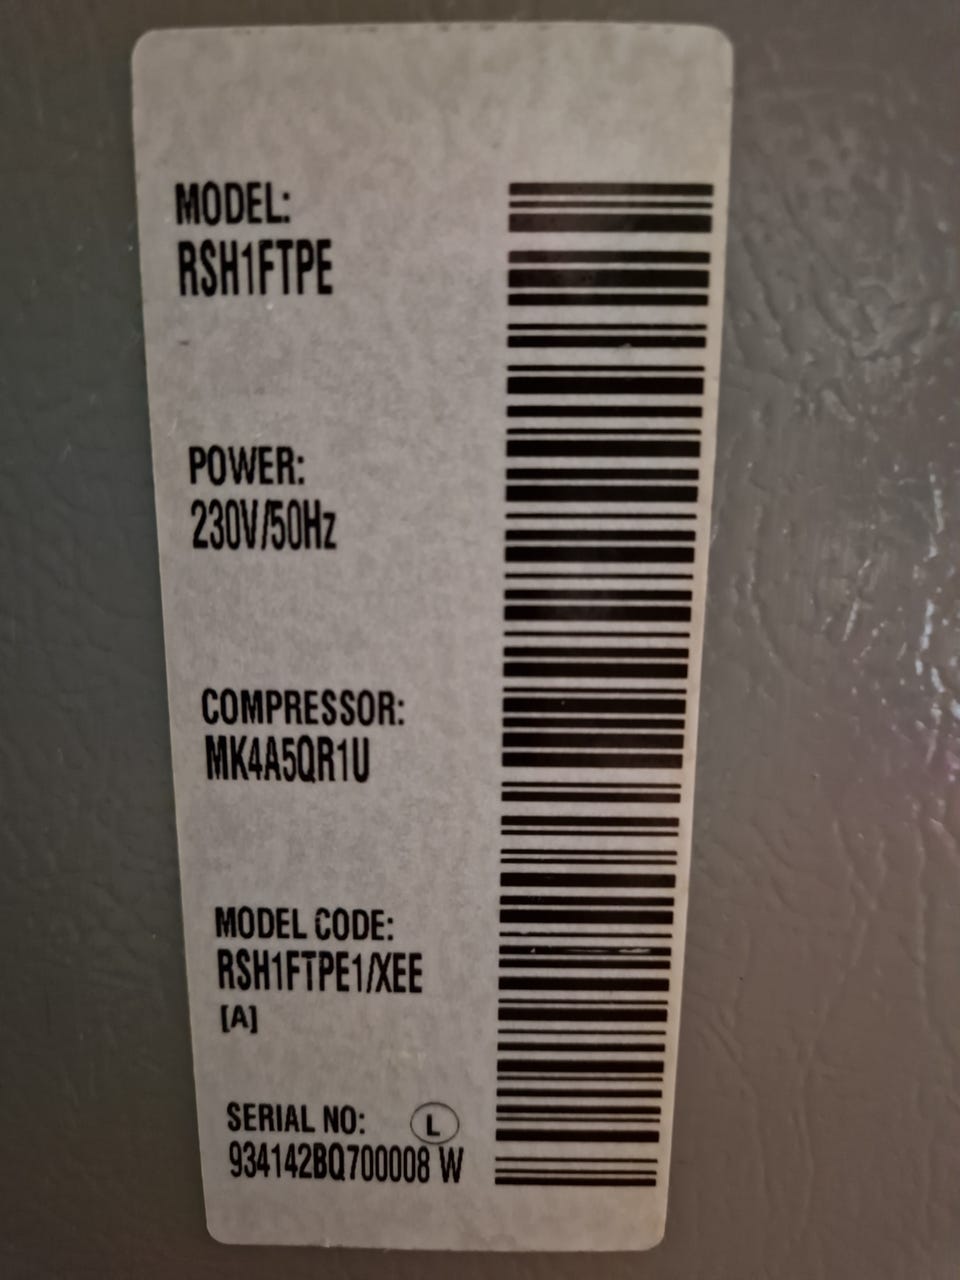 MODEL:
RSH1FTPE
POWER:
230V/50Hz
COMPRESSOR:
MK4A5QR1U
MODEL CODE:
RSH1FTPE1/XEE
[A]
SERIAL NO: L
934142BQ700008 W